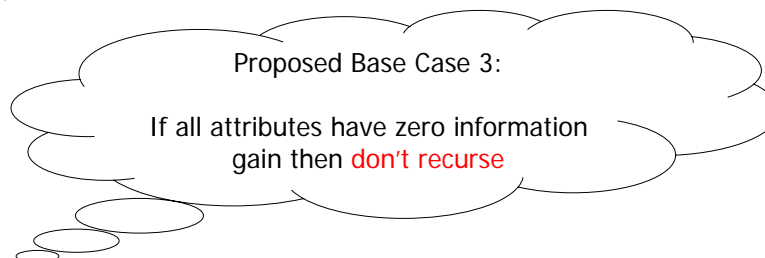 Proposed Base Case 3:
If all attributes have zero information
gain then don't recurse